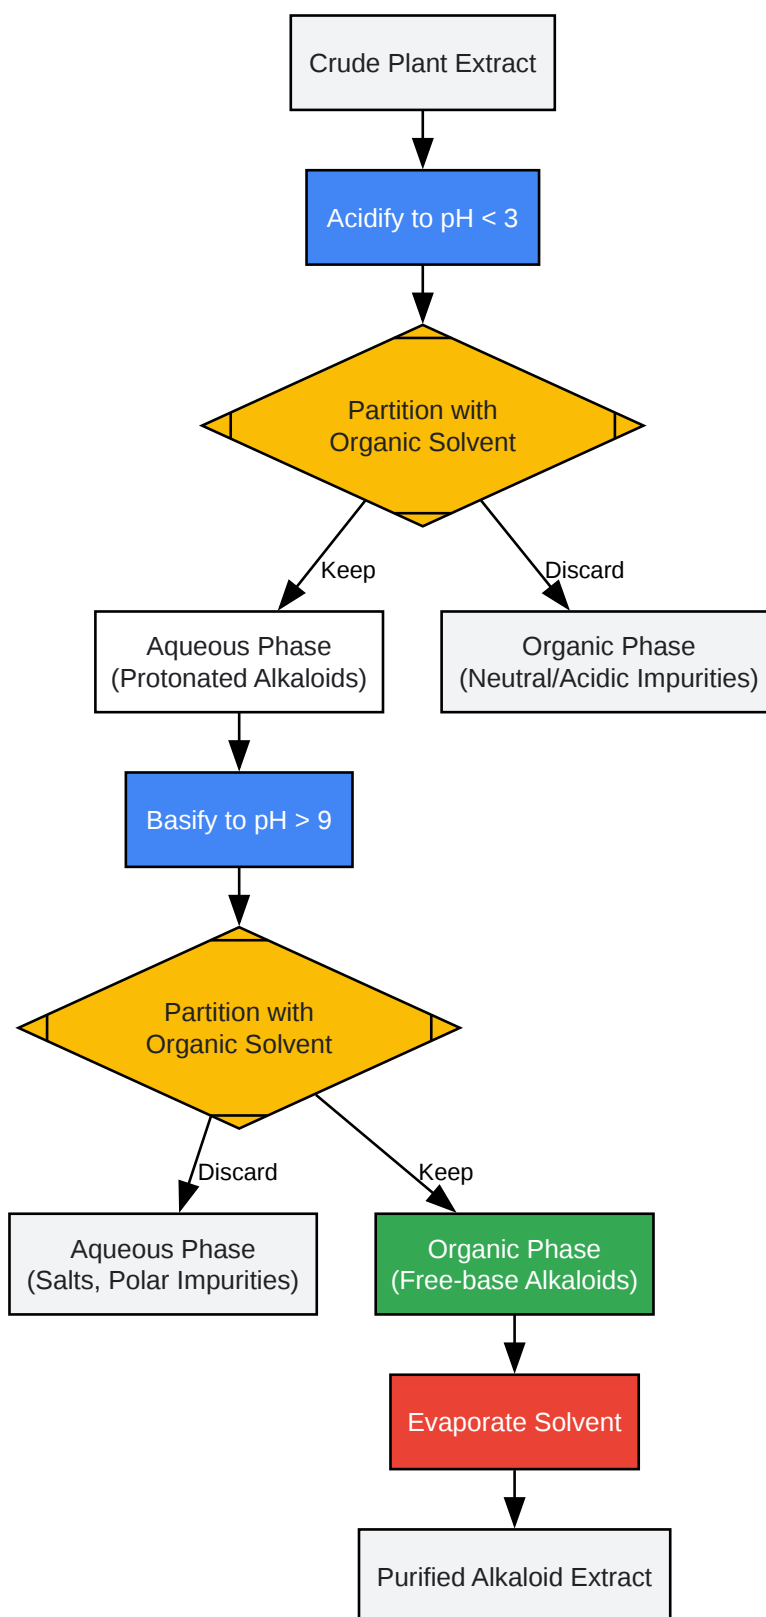 Crude Plant Extract
Acidify to pH < 3
Partition with
Organic Solvent
Keep
Discard
Aqueous Phase
(Protonated Alkaloids)
Organic Phase
(Neutral/Acidic Impurities)
Basify to pH > 9
Partition with
Organic Solvent
Discard
Keep
Aqueous Phase
(Salts, Polar Impurities)
Organic Phase
(Free-base Alkaloids)
Evaporate Solvent
Purified Alkaloid Extract